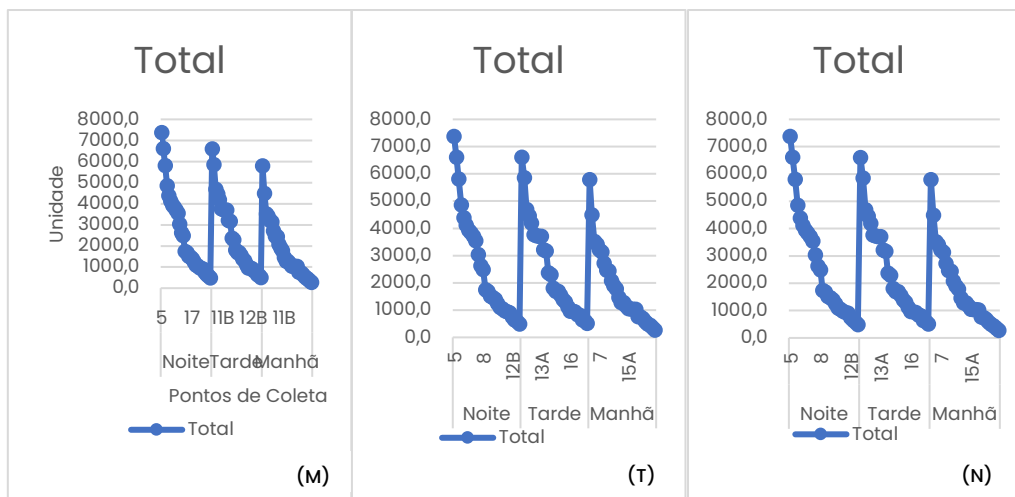 Total
Unidade
8000,0
7000,0
6000,0
5000,0
4000,0
3000,0
2000,0
1000,0
0,0
5 17 11B 12B 11B
Noite Tarde Manhã
Pontos de Coleta
Total
(M)
Total
8000,0
7000,0
6000,0
5000,0
4000,0
3000,0
2000,0
1000,0
0,0
5 8 12B 13A 16 7 15A
Noite Tarde Manhã
Total
(T)
Total
8000,0
7000,0
6000,0
5000,0
4000,0
3000,0
2000,0
1000,0
0,0
5 8 12B 13A 16 7 15A
Noite Tarde Manhã
Total
(N)